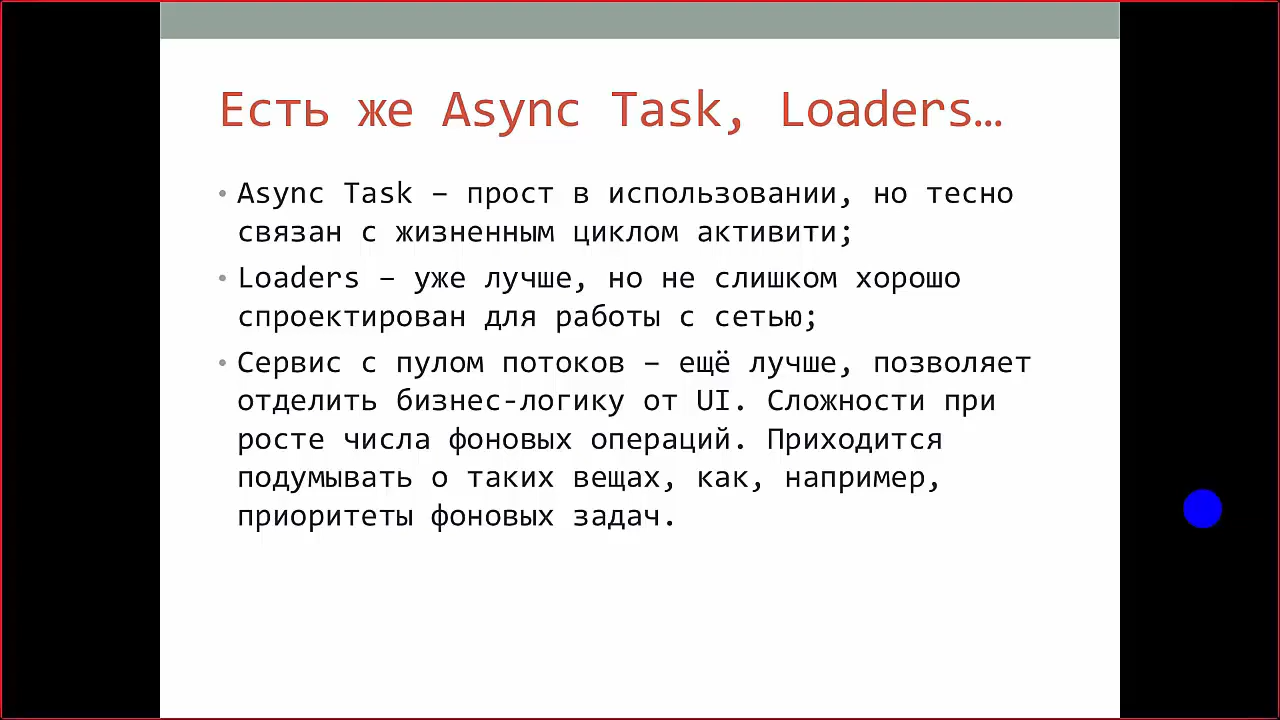 Есть же Async Task, Loaders…
• Async Task – прост в использовании, но тесно
связан с жизненным циклом активити;
• Loaders – уже лучше, но не слишком хорошо
спроектирован для работы с сетью;
• Сервис с пулом потоков – ещё лучше, позволяет
отделить бизнес-логику от UI. Сложности при
росте числа фоновых операций. Приходится
подумывать о таких вещах, как, например,
приоритеты фоновых задач.